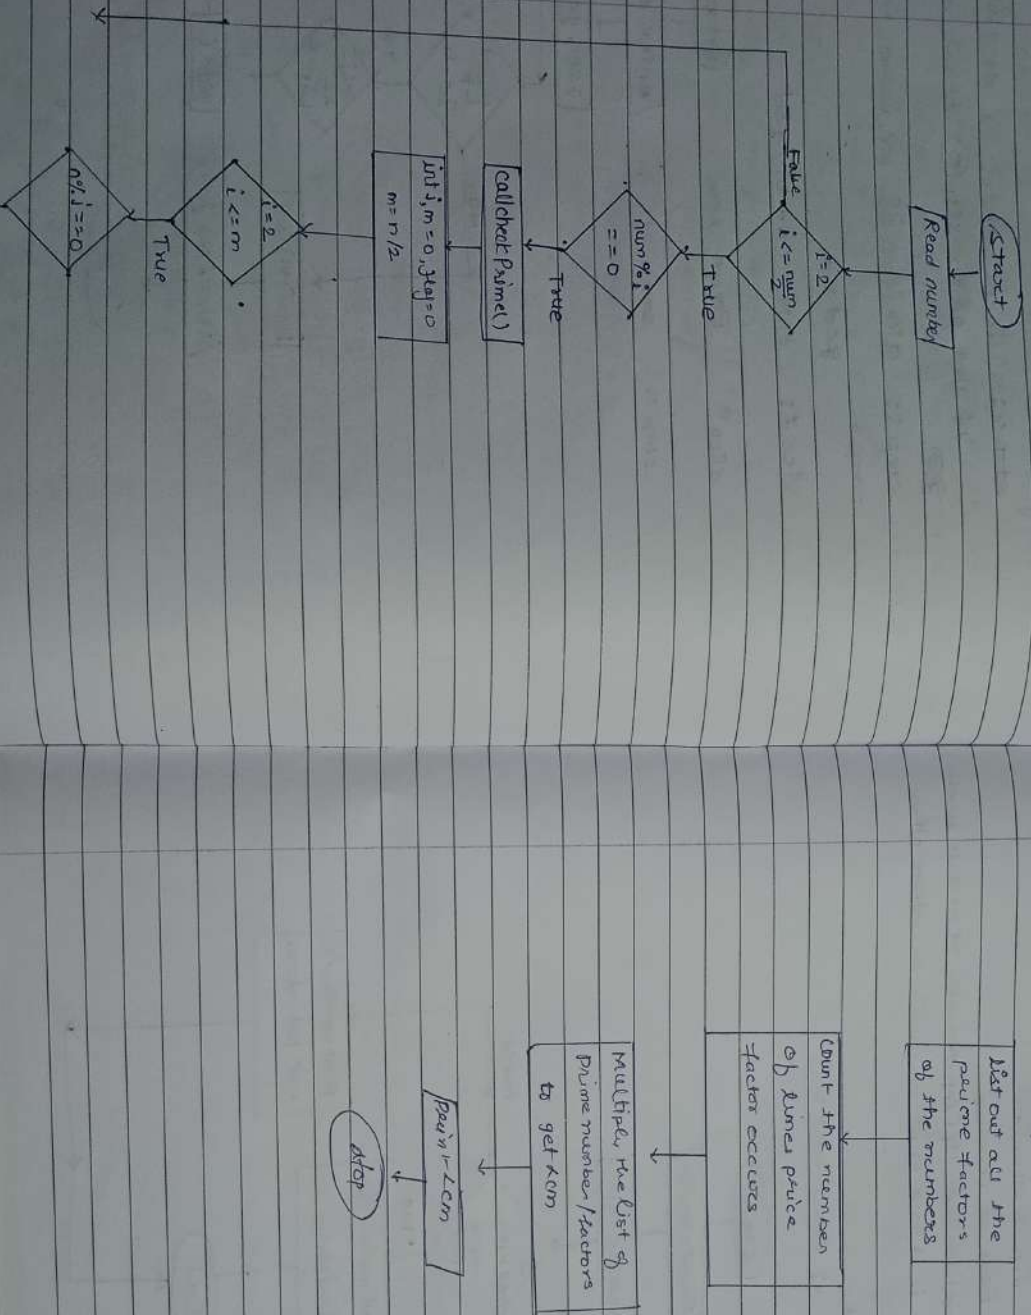 Start
Read number
i=2
i<=num
2
False
True
num%i
==0
True
call checkPrime()
int i, m=0, flag=0
m=n/2
i=2
i<=m
True
n%i==0
List out all the
prime factors
of the numbers
count the number
of times price
factor occurs
Multiply the list of
prime number/factors
to get Lcm
Print Lcm
stop